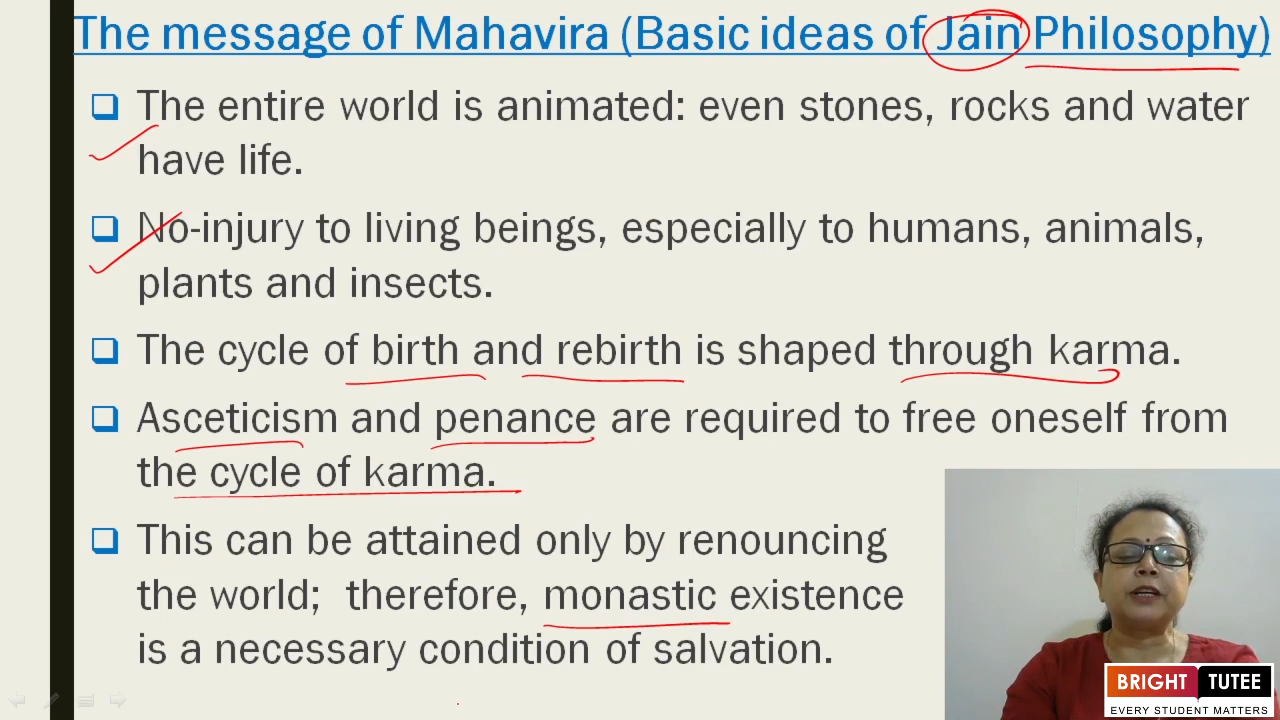 The message of Mahavira (Basic ideas of Jain Philosophy)
The entire world is animated: even stones, rocks and water
have life.
No-injury to living beings, especially to humans, animals,
plants and insects.
The cycle of birth and rebirth is shaped through karma.
Asceticism and penance are required to free oneself from
the cycle of karma.
This can be attained only by renouncing
the world; therefore, monastic existence
is a necessary condition of salvation.
BRIGHT TUTEE
EVERY STUDENT MATTERS